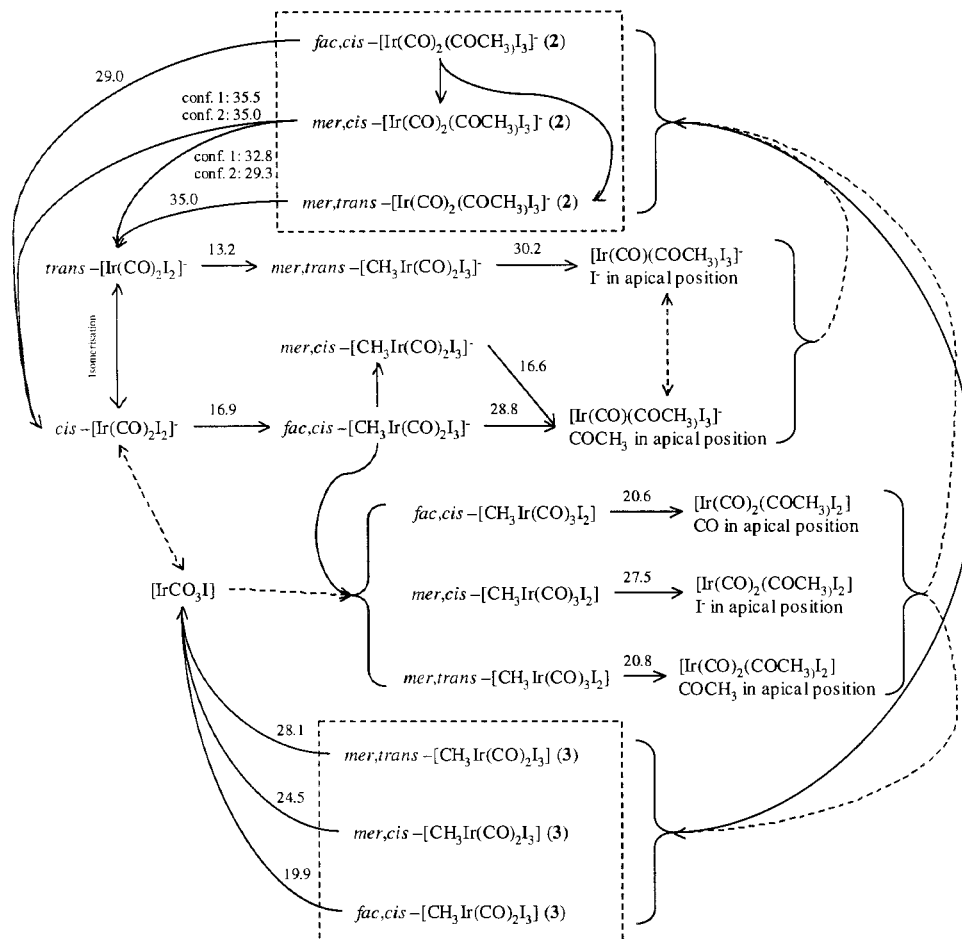 fac,cis–[Ir(CO)2(COCH3)I3]- (2)
29.0
conf. 1: 35.5
conf. 2: 35.0
mer,cis–[Ir(CO)2(COCH3)I3]- (2)
conf. 1: 32.8
conf. 2: 29.3
35.0
mer,trans–[Ir(CO)2(COCH3)I3]- (2)
trans–[Ir(CO)2I2]-
13.2
mer,trans–[CH3Ir(CO)2I3]-
30.2
[Ir(CO)(COCH3)I3]-
I- in apical position
Isomerisation
mer,cis–[CH3Ir(CO)2I3]-
16.6
cis–[Ir(CO)2I2]-
16.9
fac,cis–[CH3Ir(CO)2I3]-
28.8
[Ir(CO)(COCH3)I3]-
COCH3 in apical position
fac,cis–[CH3Ir(CO)3I2]
20.6
[Ir(CO)2(COCH3)I2]
CO in apical position
[IrCO3I}
mer,cis–[CH3Ir(CO)3I2]
27.5
[Ir(CO)2(COCH3)I2]
I- in apical position
mer,trans–[CH3Ir(CO)3I2}
20.8
[Ir(CO)2(COCH3)I2]
COCH3 in apical position
28.1
mer,trans–[CH3Ir(CO)2I3] (3)
24.5
mer,cis–[CH3Ir(CO)2I3] (3)
19.9
fac,cis–[CH3Ir(CO)2I3] (3)